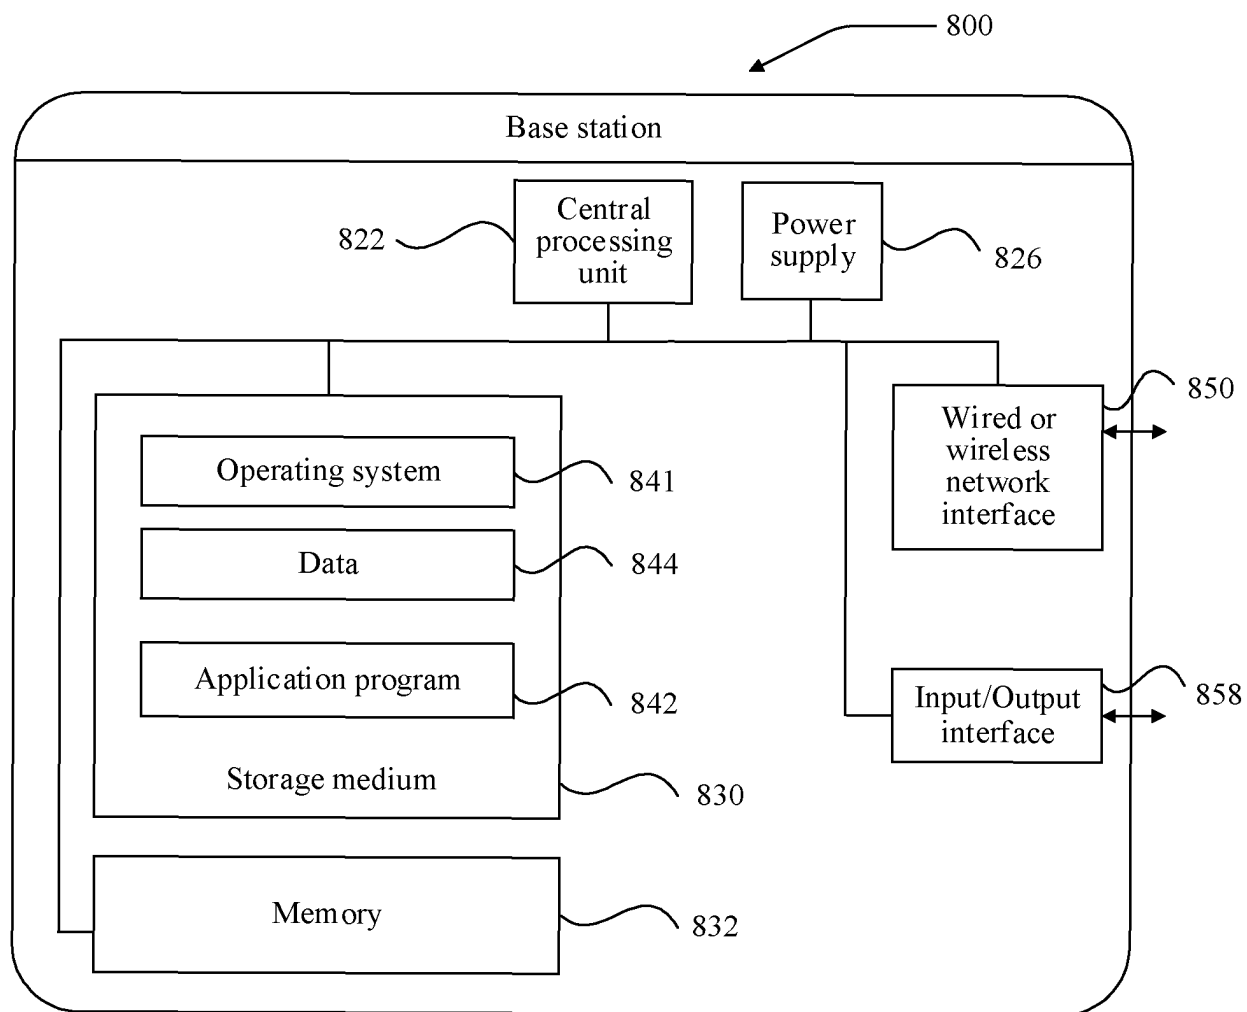 800
Base station
Central
processing
unit
822
Power
supply
826
850
Wired or
wireless
network
interface
Operating system
841
Data
844
Application program
842
Input/Output
interface
858
Storage medium
830
Memory
832